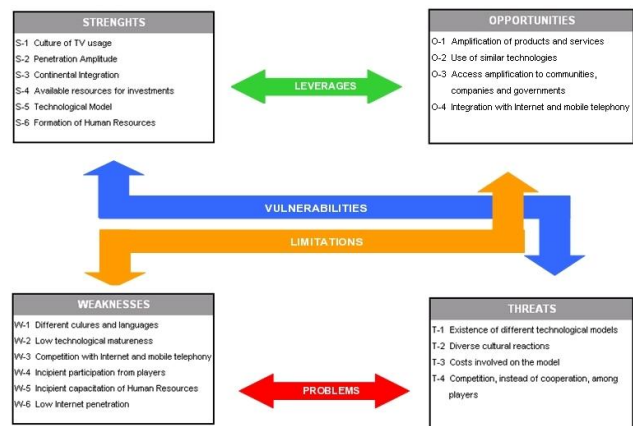 STRENGHTS
S-1 Culture of TV usage
S-2 Penetration Amplitude
S-3 Continental Integration
S-4 Available resources for investments
S-5 Technological Model
S-6 Formation of Human Resources
OPPORTUNITIES
O-1 Amplification of products and services
O-2 Use of similar technologies
O-3 Access amplification to communities,
companies and governments
O-4 Integration with Internet and mobile telephony
LEVERAGES
VULNERABILITIES
LIMITATIONS
WEAKNESSES
W-1 Different culures and languages
W-2 Low technological matureness
W-3 Competition with Internet and mobile telephony
W-4 Incipient participation from players
W-5 Incipient capacitation of Human Resources
W-6 Low Internet penetration
THREATS
T-1 Existence of different technological models
T-2 Diverse cultural reactions
T-3 Costs involved on the model
T-4 Competition, instead of cooperation, among
players
PROBLEMS